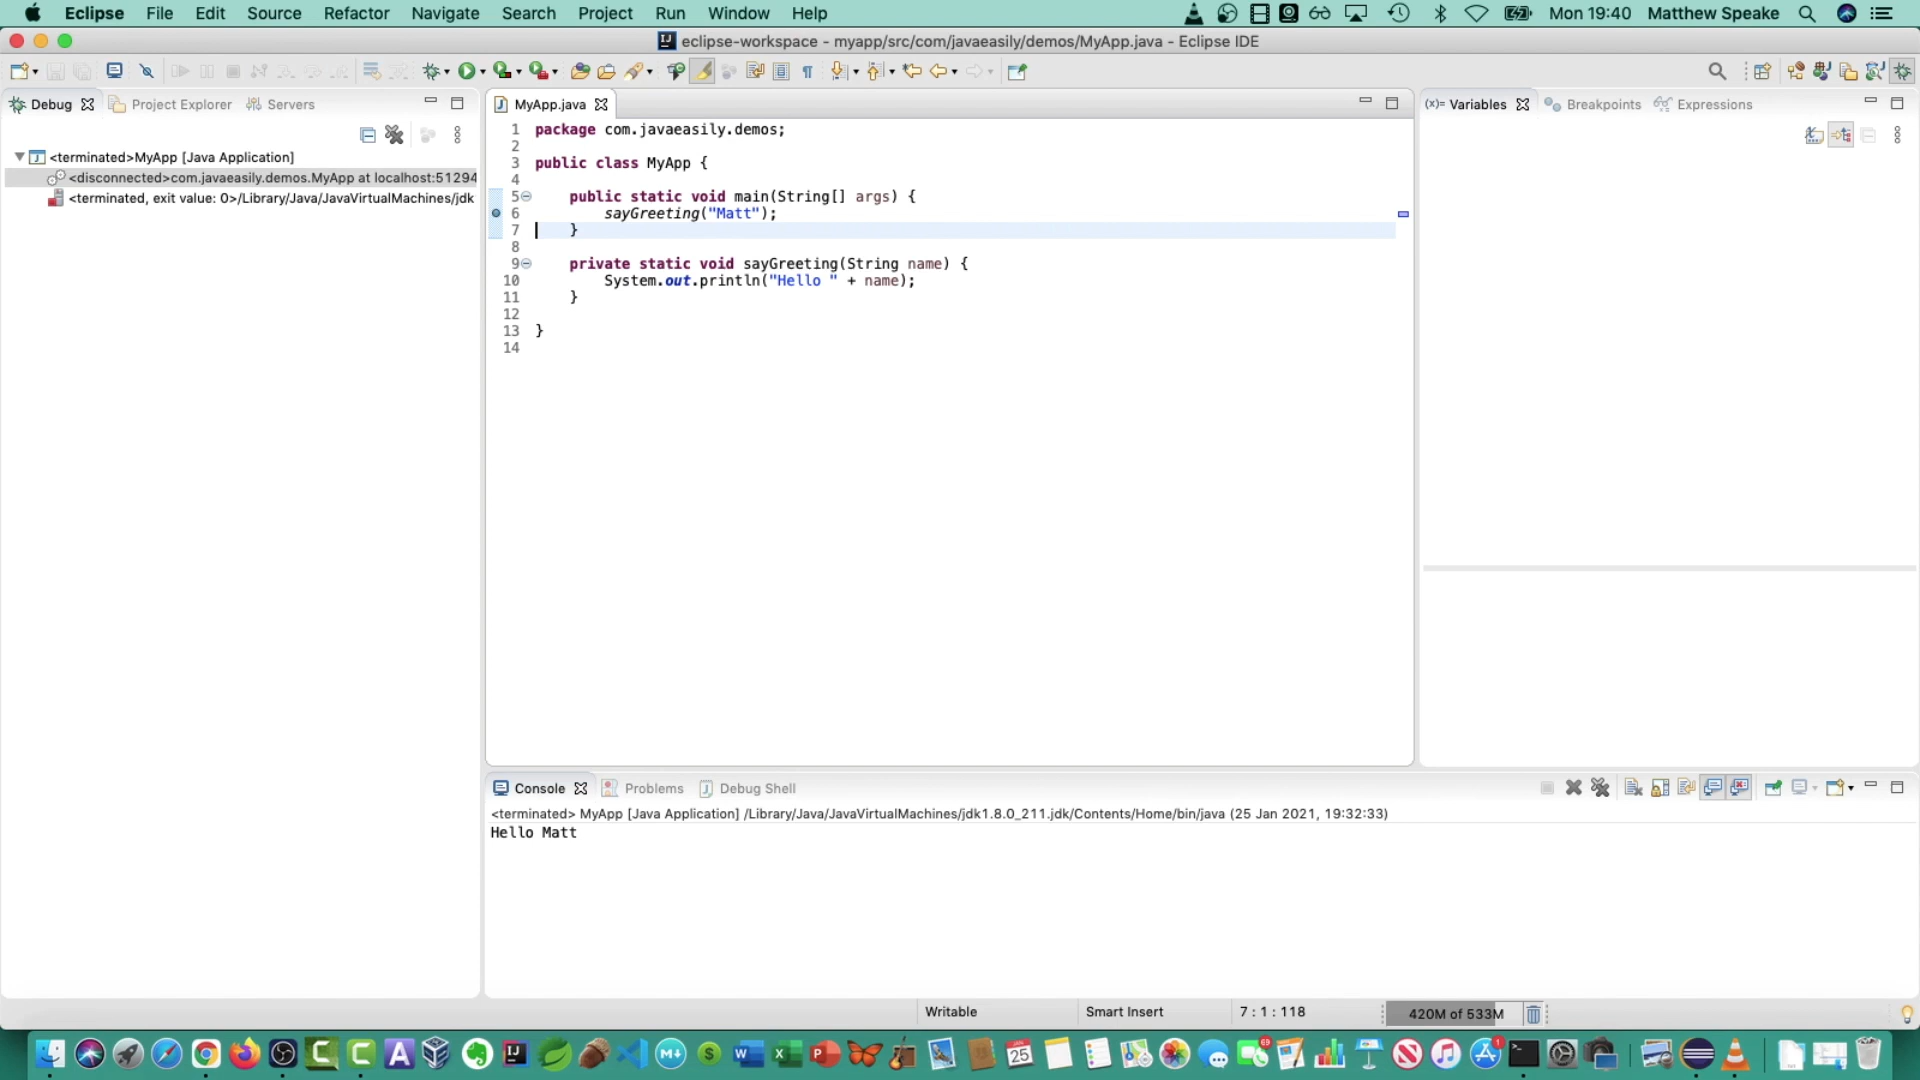 Eclipse File Edit Source Refactor Navigate Search Project Run Window Help Mon 19:40 Matthew Speake
eclipse-workspace - myapp/src/com/javaeasily/demos/MyApp.java - Eclipse IDE
Debug Project Explorer Servers
<terminated>MyApp [Java Application]
<disconnected>com.javaeasily.demos.MyApp at localhost:51294
<terminated, exit value: 0>/Library/Java/JavaVirtualMachines/jdk
MyApp.java
1 package com.javaeasily.demos;
2
3 public class MyApp {
4
5 public static void main(String[] args) {
6 sayGreeting("Matt");
7 }
8
9 private static void sayGreeting(String name) {
10 System.out.println("Hello " + name);
11 }
12
13 }
14
(x)= Variables Breakpoints Expressions
Console Problems Debug Shell
<terminated> MyApp [Java Application] /Library/Java/JavaVirtualMachines/jdk1.8.0_211.jdk/Contents/Home/bin/java (25 Jan 2021, 19:32:33)
Hello Matt
Writable Smart Insert 7 : 1 : 118 420M of 533M